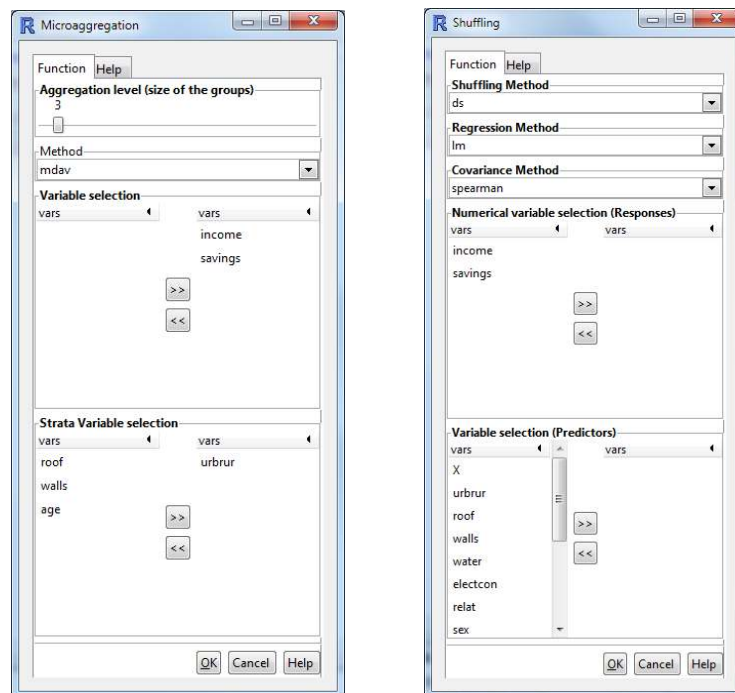 Microaggregation
Function Help
Aggregation level (size of the groups)
3
Method
mdav
Variable selection
vars vars
income
savings
>>
<<
Strata Variable selection
vars vars
roof urbrur
walls
age
>>
<<
OK Cancel Help
Shuffling
Function Help
Shuffling Method
ds
Regression Method
lm
Covariance Method
spearman
Numerical variable selection (Responses)
vars vars
income
savings
>>
<<
Variable selection (Predictors)
vars vars
X
urbrur
roof
walls
>>
water
<<
electcon
relat
sex
OK Cancel Help